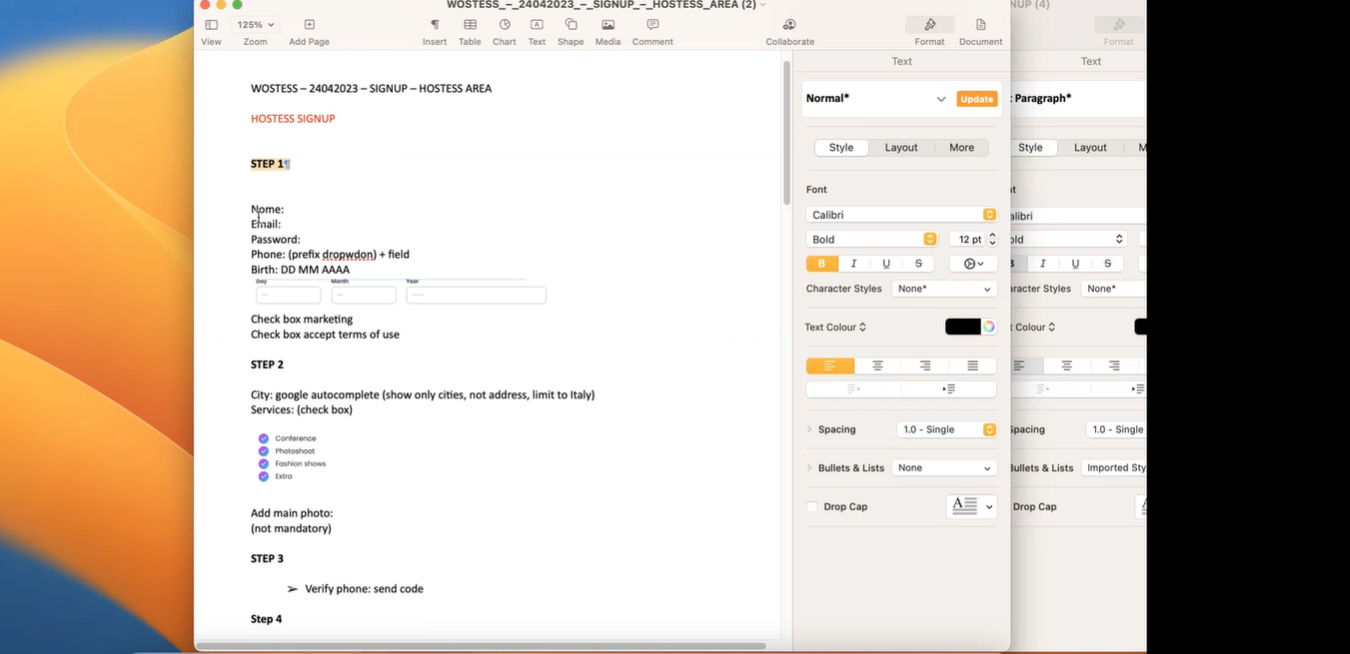 WOSTESS_–_24042023_–_SIGNUP_–_HOSTESS_AREA (2)
NUP (4)
125%
View
Zoom
Add Page
Insert
Table
Chart
Text
Shape
Media
Comment
Collaborate
Format
Document
Format
Text
Text
Normal*
Update
Paragraph*
Style
Layout
More
Style
Layout
M
Font
nt
Calibri
alibri
Bold
12 pt
old
B I U S
I U S
Character Styles
None*
aracter Styles
None*
Text Colour
t Colour
Spacing
1.0 - Single
Spacing
1.0 - Single
Bullets & Lists
None
Bullets & Lists
Imported Sty
Drop Cap
Drop Cap
WOSTESS – 24042023 – SIGNUP – HOSTESS AREA
HOSTESS SIGNUP
STEP 1¶
Nome:
Email:
Password:
Phone: (prefix dropwdon) + field
Birth: DD MM AAAA
Day
Month
Year
Check box marketing
Check box accept terms of use
STEP 2
City: google autocomplete (show only cities, not address, limit to Italy)
Services: (check box)
Conference
Photoshoot
Fashion shows
Extra
Add main photo:
(not mandatory)
STEP 3
➢ Verify phone: send code
Step 4